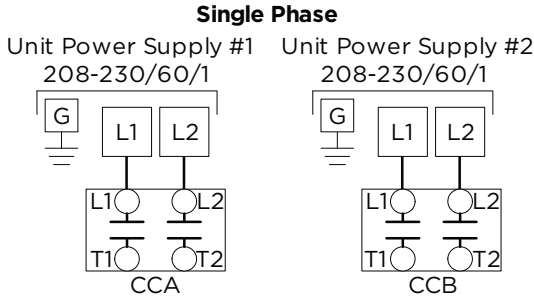 Single Phase
Unit Power Supply #1 Unit Power Supply #2
208-230/60/1 208-230/60/1
G L1 L2 G L1 L2
L1 L2 L1 L2
T1 T2 T1 T2
CCA CCB